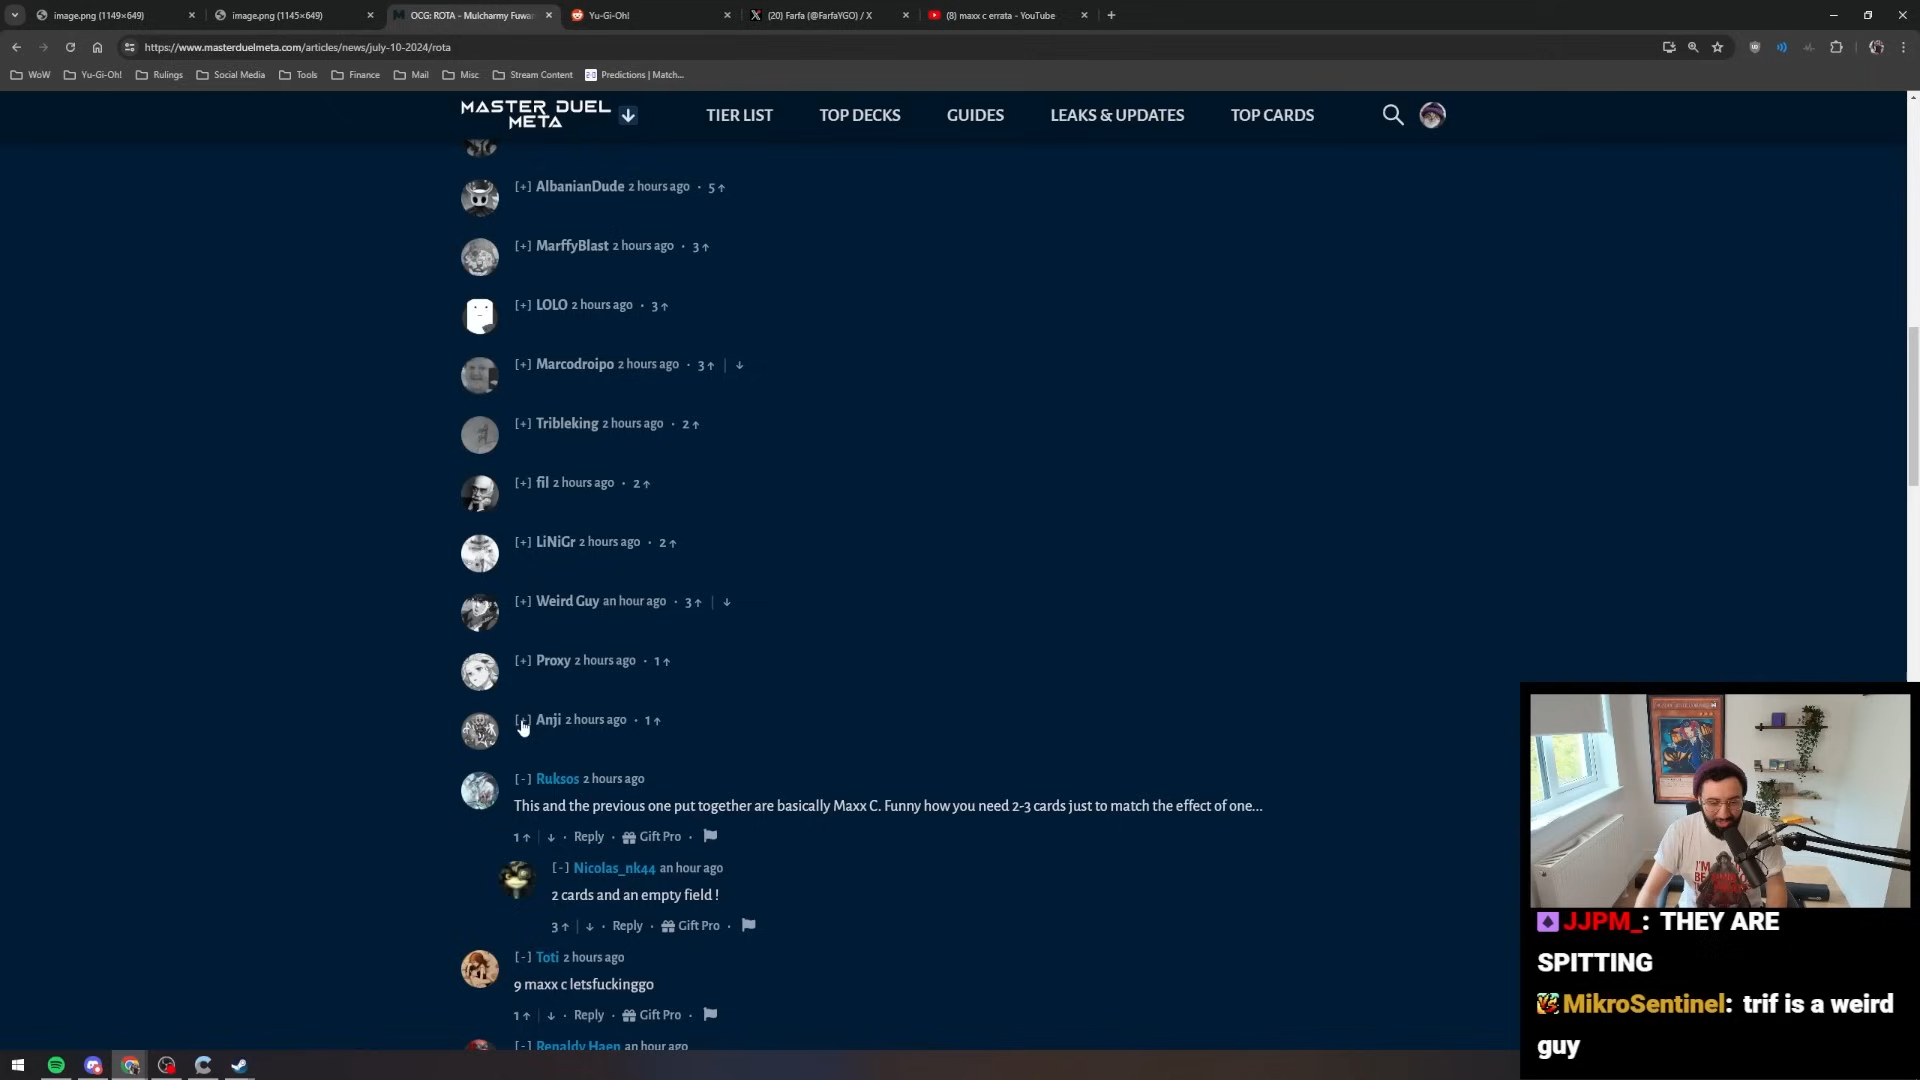 image.png (1149×649)
image.png (1145×649)
OCG: ROTA - Mulcharmy Fuwa
Yu-Gi-Oh!
(20) Farfa (@FarfaYGO) / X
(8) maxx c errata - YouTube
https://www.masterduelmeta.com/articles/news/july-10-2024/rota
WoW
Yu-Gi-Oh!
Rulings
Social Media
Tools
Finance
Mail
Misc
Stream Content
Predictions | Match...
MASTER DUEL
META
TIER LIST
TOP DECKS
GUIDES
LEAKS & UPDATES
TOP CARDS
[+] AlbanianDude 2 hours ago · 5↑
[+] MarffyBlast 2 hours ago · 3↑
[+] LOLO 2 hours ago · 3↑
[+] Marcodroipo 2 hours ago · 3↑ | ↓
[+] Tribleking 2 hours ago · 2↑
[+] fil 2 hours ago · 2↑
[+] LiNiGr 2 hours ago · 2↑
[+] Weird Guy an hour ago · 3↑ | ↓
[+] Proxy 2 hours ago · 1↑
[+] Anji 2 hours ago · 1↑
[-] Ruksos 2 hours ago
This and the previous one put together are basically Maxx C. Funny how you need 2-3 cards just to match the effect of one...
1↑ | ↓ · Reply · Gift Pro ·
[-] Nicolas_nk44 an hour ago
2 cards and an empty field !
3↑ | ↓ · Reply · Gift Pro ·
[-] Toti 2 hours ago
9 maxx c letsfuckinggo
1↑ | ↓ · Reply · Gift Pro ·
[-] Renaldy Haen an hour ago
JJPM_: THEY ARE
SPITTING
MikroSentinel: trif is a weird
guy